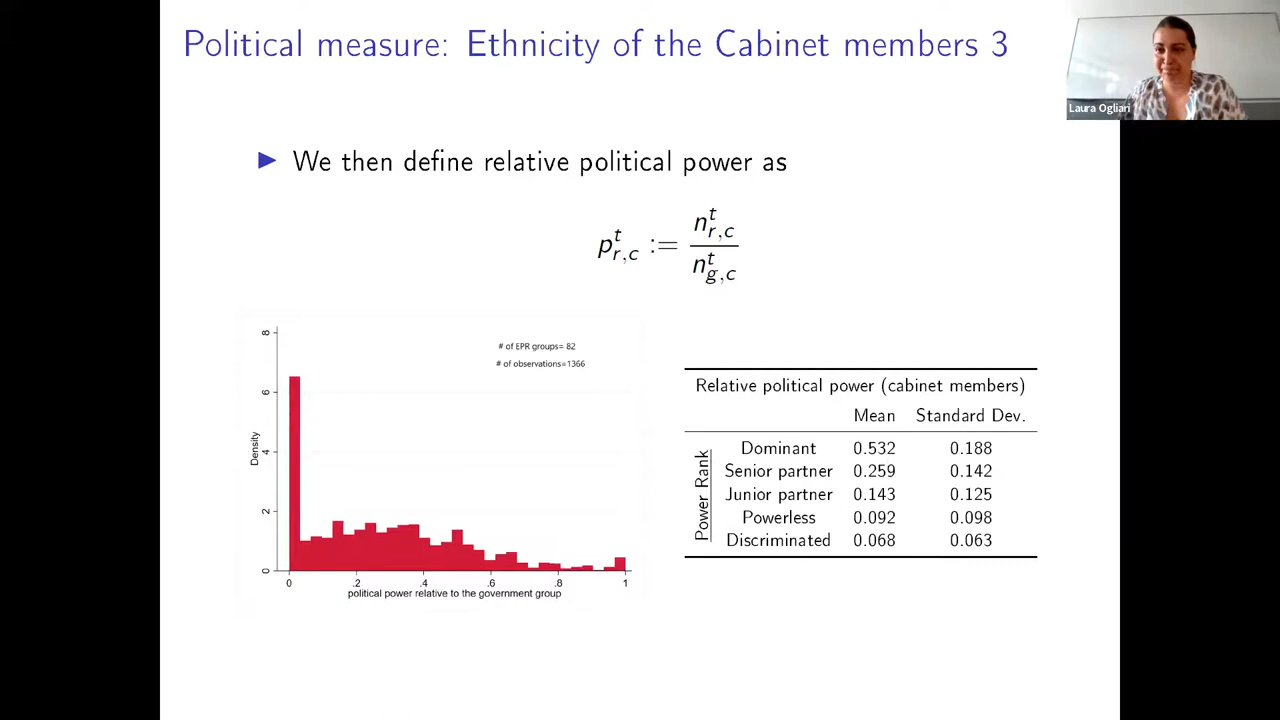 Political measure: Ethnicity of the Cabinet members 3
Laura Ogliari
We then define relative political power as
p^t_{r,c} := n^t_{r,c} / n^t_{g,c}
# of EPR groups= 82
# of observations=1366
Density
0 2 4 6 8
0 .2 .4 .6 .8 1
political power relative to the government group
Relative political power (cabinet members)
Mean Standard Dev.
Power Rank
Dominant 0.532 0.188
Senior partner 0.259 0.142
Junior partner 0.143 0.125
Powerless 0.092 0.098
Discriminated 0.068 0.063